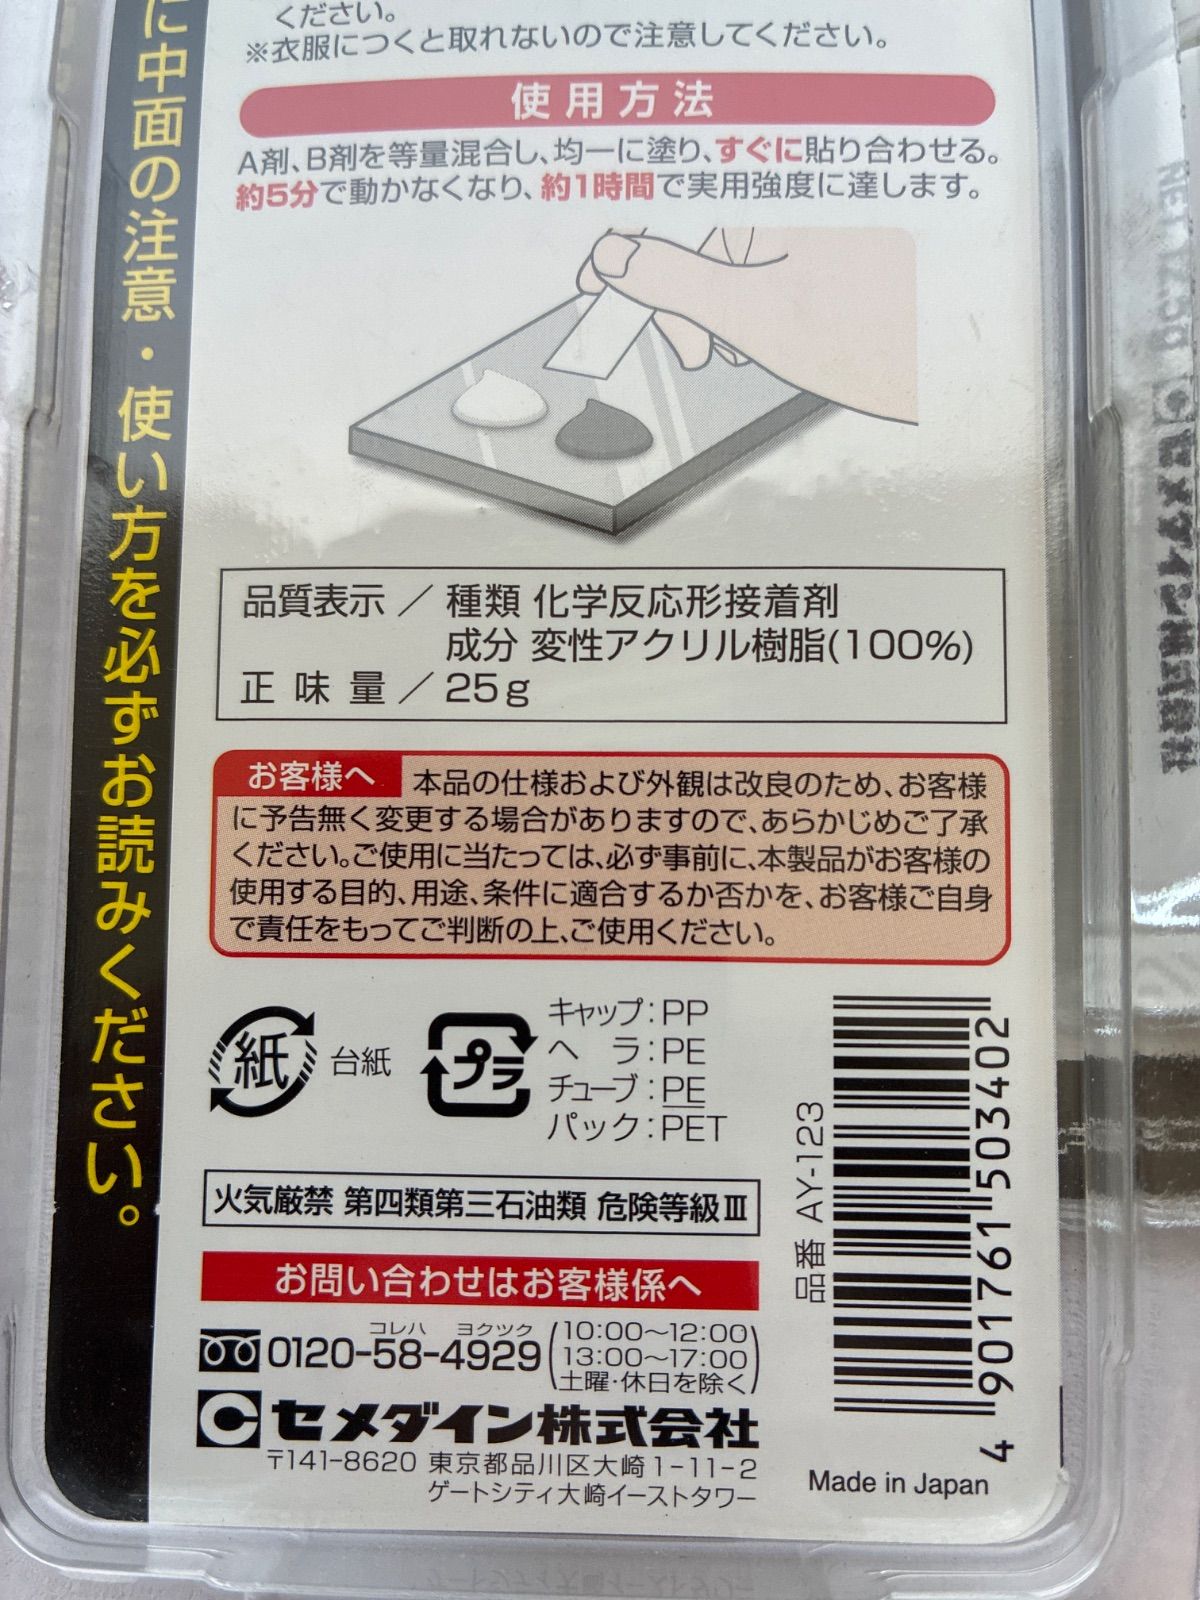 ください。
※衣服につくと取れないので注意してください。
使用方法
A剤、B剤を等量混合し、均一に塗り、すぐに貼り合わせる。
約5分で動かなくなり、約1時間で実用強度に達します。
に中面の注意・使い方を必ずお読みください。
品質表示／種類 化学反応形接着剤
成分 変性アクリル樹脂(100%)
正味量／25g
お客様へ 本品の仕様および外観は改良のため、お客様
に予告無く変更する場合がありますので、あらかじめご了承
ください。ご使用に当たっては、必ず事前に、本製品がお客様の
使用する目的、用途、条件に適合するか否かを、お客様ご自身
で責任をもってご判断の上、ご使用ください。
紙 台紙
プラ
キャップ:PP
ヘラ:PE
チューブ:PE
パック:PET
火気厳禁 第四類第三石油類 危険等級Ⅲ
お問い合わせはお客様係へ
コレハ ヨクツク
0120-58-4929
(10:00〜12:00
13:00〜17:00
土曜・休日を除く)
セメダイン株式会社
〒141-8620 東京都品川区大崎1-11-2
ゲートシティ大崎イーストタワー
品番 AY-123
4 901761 503402
Made in Japan